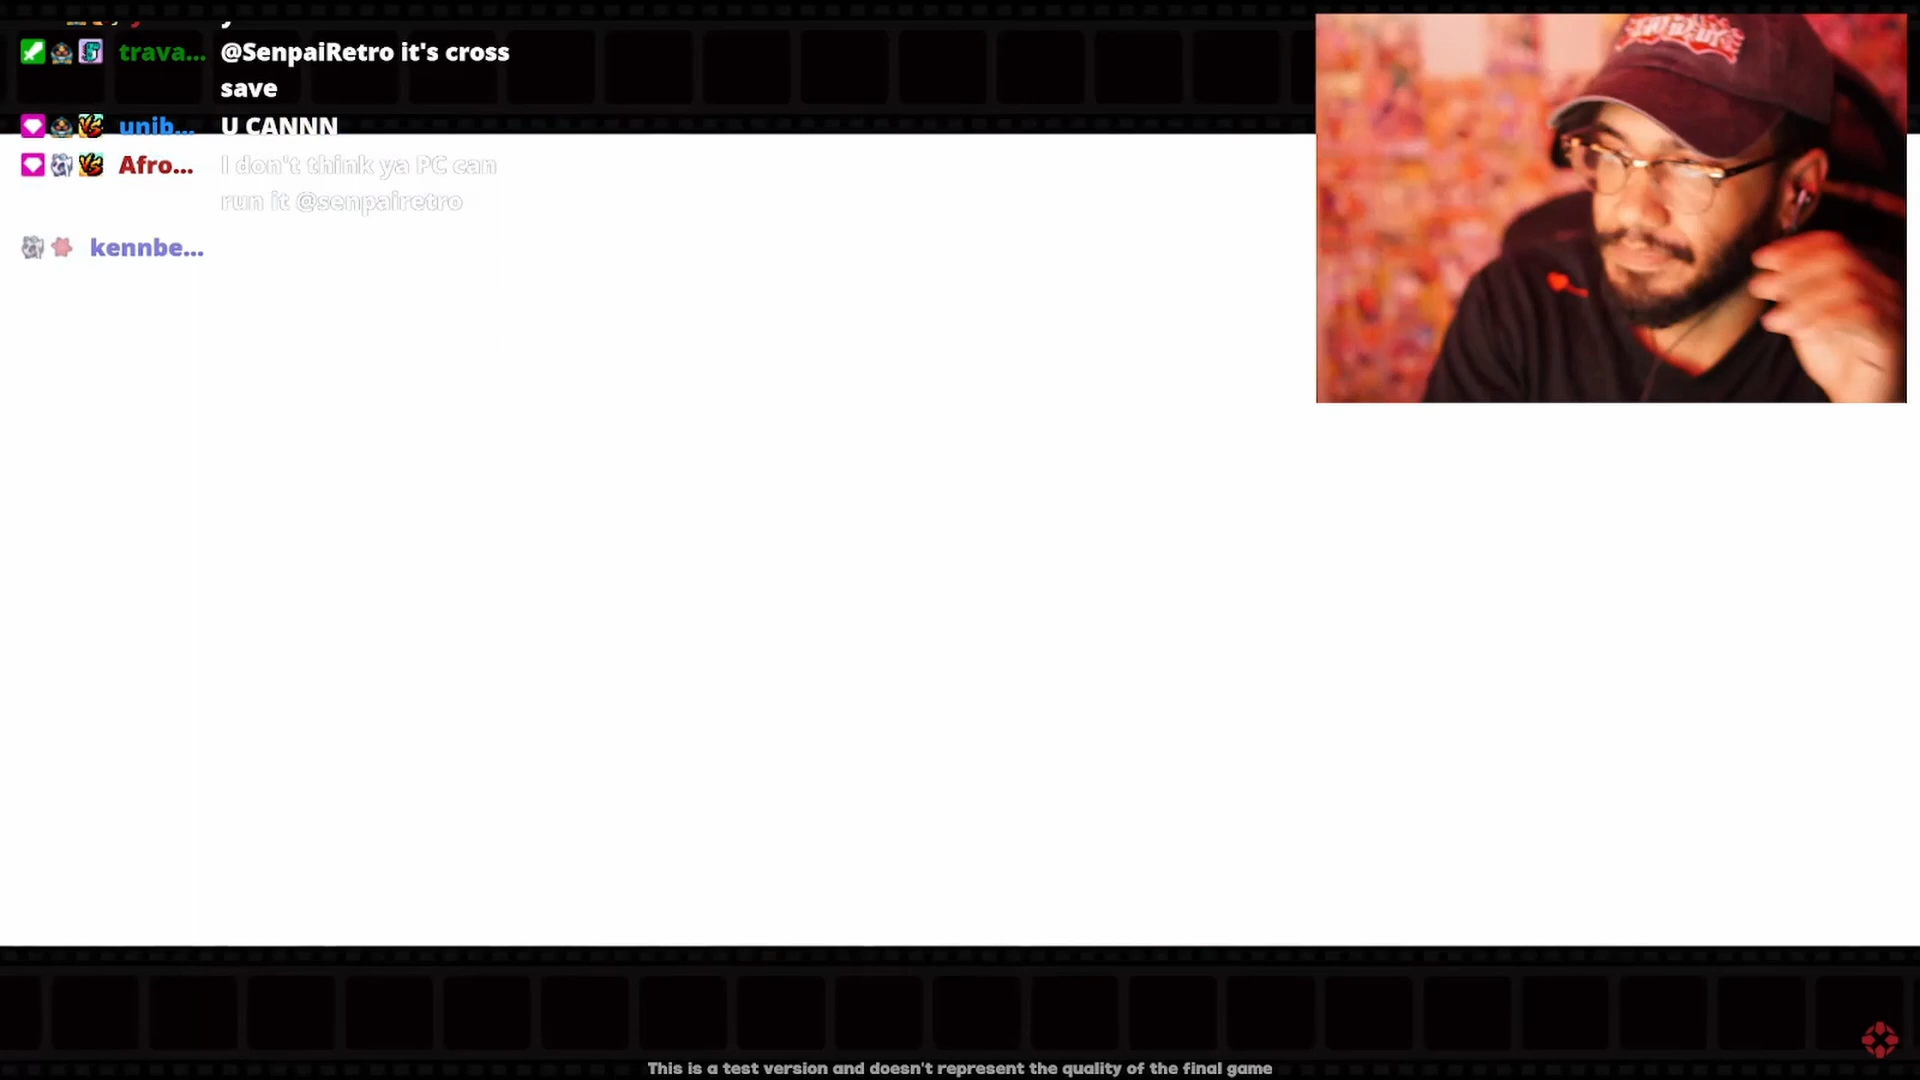 trava... @SenpaiRetro it's cross
save
unib... U CANNN
Afro... I don't think ya PC can
run it @senpairetro
kennbe...
This is a test version and doesn't represent the quality of the final game